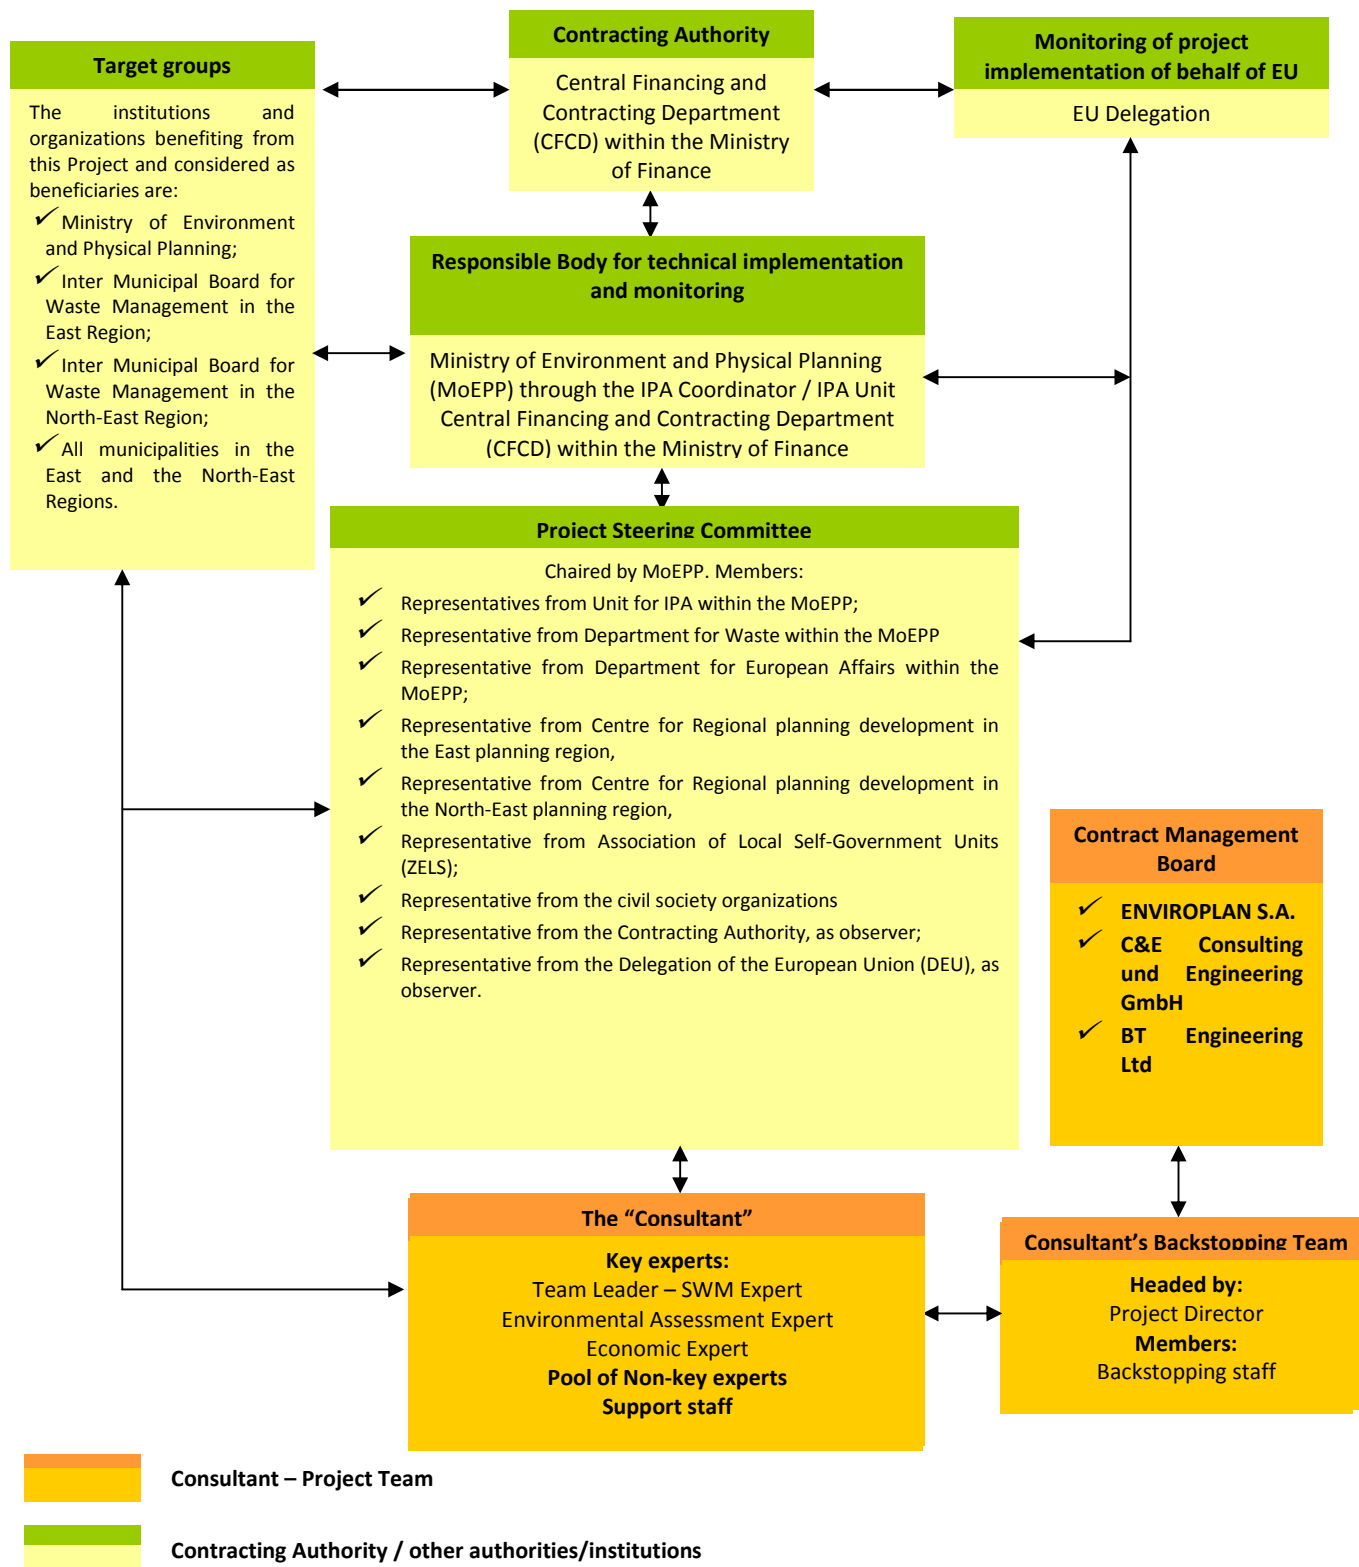 Contracting Authority
Central Financing and
Contracting Department
(CFCD) within the Ministry
of Finance
Monitoring of project
implementation of behalf of EU
EU Delegation
Target groups
The institutions and
organizations benefiting from
this Project and considered as
beneficiaries are:
✓ Ministry of Environment
and Physical Planning;
✓ Inter Municipal Board for
Waste Management in the
East Region;
✓ Inter Municipal Board for
Waste Management in the
North-East Region;
✓ All municipalities in the
East and the North-East
Regions.
Responsible Body for technical implementation
and monitoring
Ministry of Environment and Physical Planning
(MoEPP) through the IPA Coordinator / IPA Unit
Central Financing and Contracting Department
(CFCD) within the Ministry of Finance
Project Steering Committee
Chaired by MoEPP. Members:
✓ Representatives from Unit for IPA within the MoEPP;
✓ Representative from Department for Waste within the MoEPP
✓ Representative from Department for European Affairs within the
MoEPP;
✓ Representative from Centre for Regional planning development in
the East planning region,
✓ Representative from Centre for Regional planning development in
the North-East planning region,
✓ Representative from Association of Local Self-Government Units
(ZELS);
✓ Representative from the civil society organizations
✓ Representative from the Contracting Authority, as observer;
✓ Representative from the Delegation of the European Union (DEU), as
observer.
Contract Management
Board
✓ ENVIROPLAN S.A.
✓ C&E Consulting
und Engineering
GmbH
✓ BT Engineering
Ltd
The “Consultant”
Key experts:
Team Leader – SWM Expert
Environmental Assessment Expert
Economic Expert
Pool of Non-key experts
Support staff
Consultant’s Backstopping Team
Headed by:
Project Director
Members:
Backstopping staff
Consultant – Project Team
Contracting Authority / other authorities/institutions